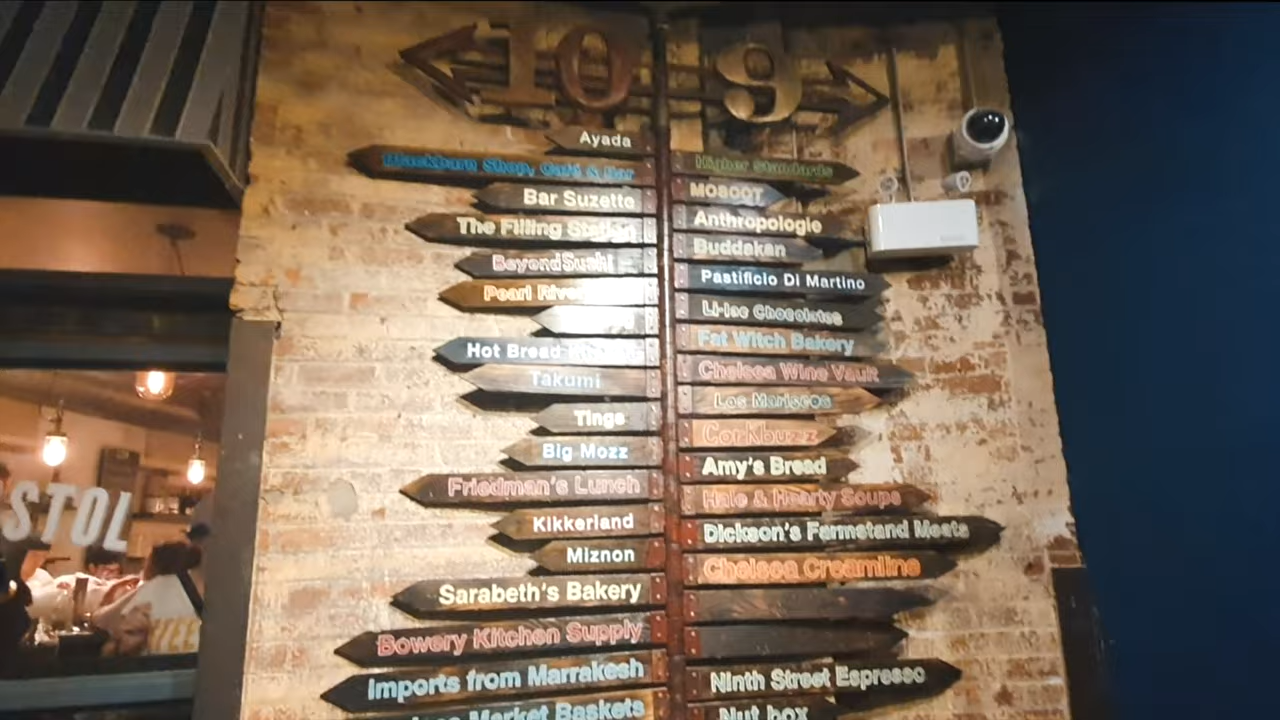 10
9
Ayada
Blackbarn Shop, Café & Bar
Bar Suzette
The Filling Station
BeyondSushi
Pearl
Hot Bread
Takumi
Tings
Big Mozz
Friedman's Lunch
Kikkerland
Miznon
Sarabeth's Bakery
Bowery Kitchen Supply
Imports from Marrakesh
Market Baskets
Higher Standards
MOSCOT
Anthropologie
Buddakan
Pastificio Di Martino
Li-lac Chocolates
Fat Witch Bakery
Chelsea Wine Vault
Los Mariscos
Corkbuzz
Amy's Bread
Hale & Hearty Soups
Dickson's Farmstand Meats
Chelsea Creamline
Ninth Street Espresso
Nut box
STOL